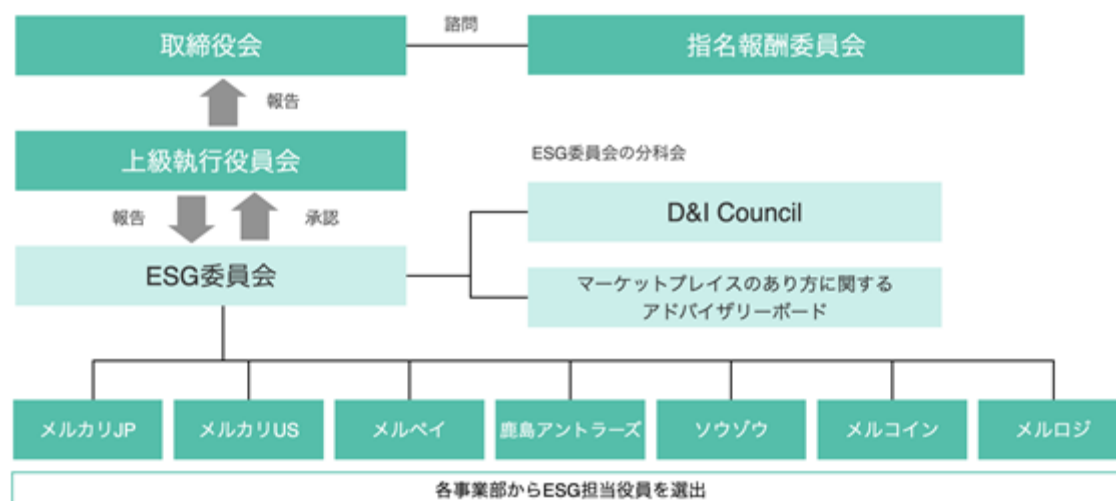 取締役会
諮問
指名報酬委員会
報告
上級執行役員会
ESG委員会の分科会
報告
承認
D&I Council
ESG委員会
マーケットプレイスのあり方に関する
アドバイザリーボード
メルカリJP
メルカリUS
メルペイ
鹿島アントラーズ
ソウゾウ
メルコイン
メルロジ
各事業部からESG担当役員を選出